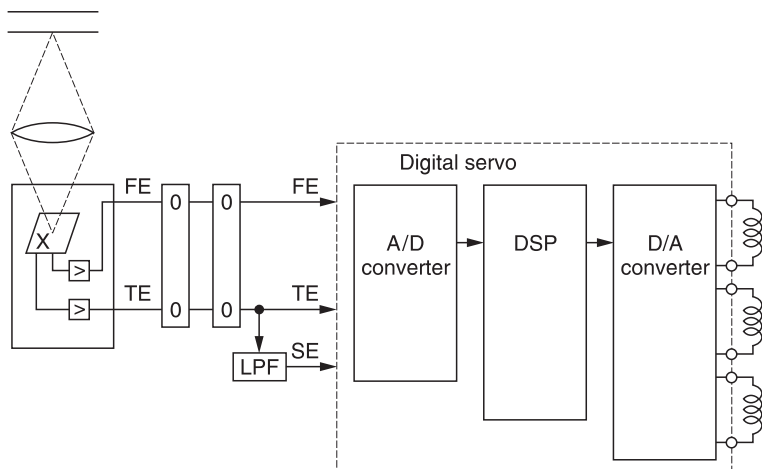 Digital servo
FE
0
0
FE
X
A/D
converter
DSP
D/A
converter
>
TE
>
0
0
TE
SE
LPF